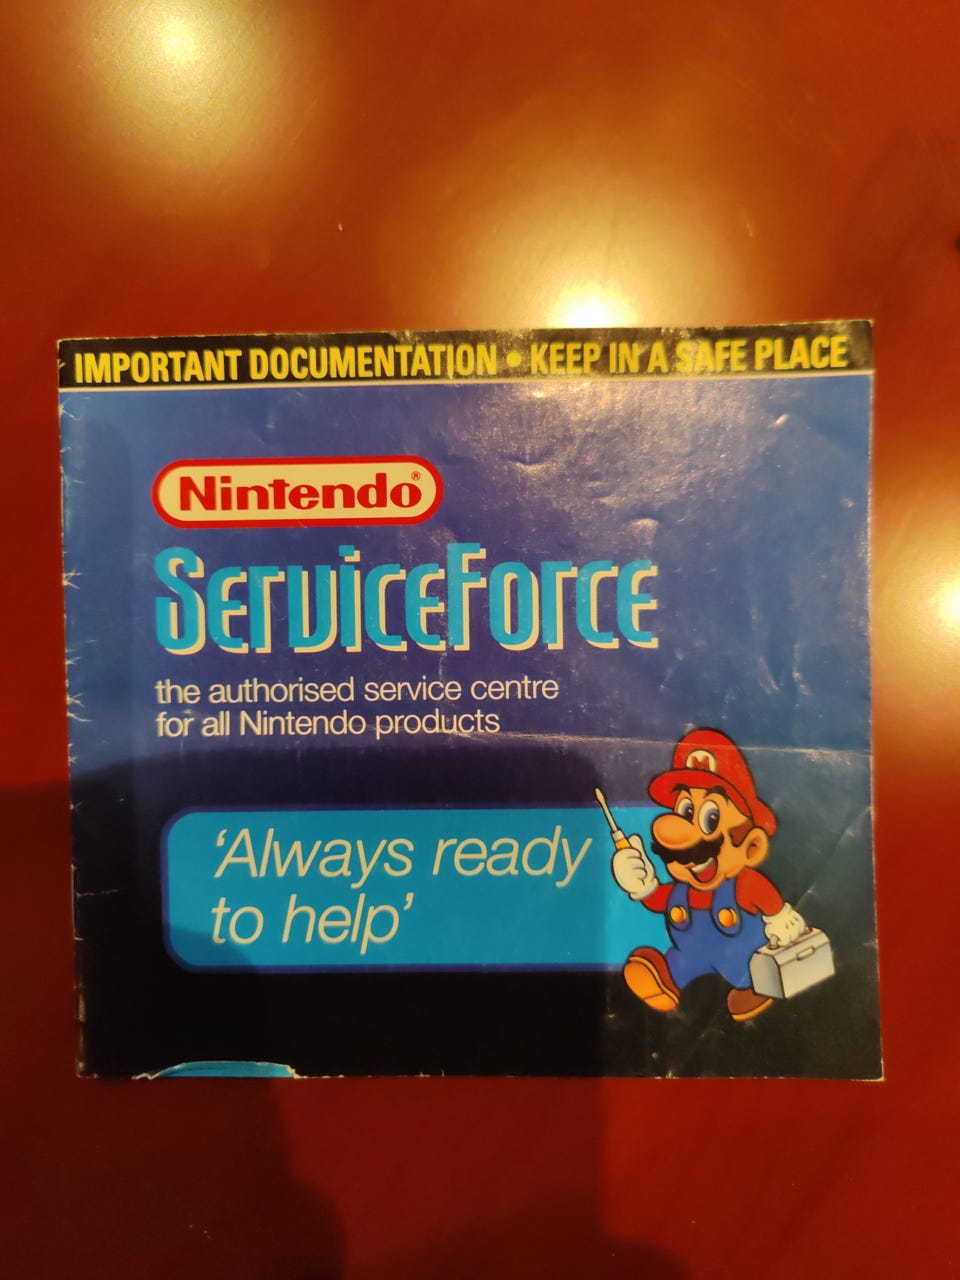 IMPORTANT DOCUMENTATION • KEEP IN A SAFE PLACE
Nintendo®
ServiceForce
the authorised service centre
for all Nintendo products
'Always ready
to help'
M